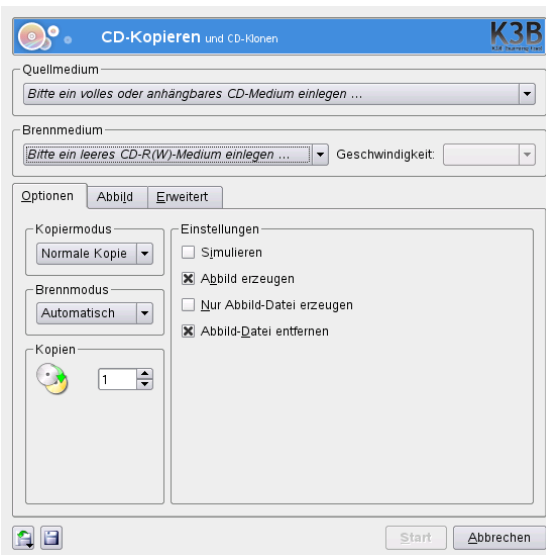 CD-Kopieren und CD-Klonen
K3B
Quellmedium
Bitte ein volles oder anhängbares CD-Medium einlegen ...
Brennmedium
Bitte ein leeres CD-R(W)-Medium einlegen ...
Geschwindigkeit:
Optionen
Abbild
Erweitert
Kopiermodus
Normale Kopie
Brennmodus
Automatisch
Kopien
1
Einstellungen
Simulieren
Abbild erzeugen
Nur Abbild-Datei erzeugen
Abbild-Datei entfernen
Start
Abbrechen